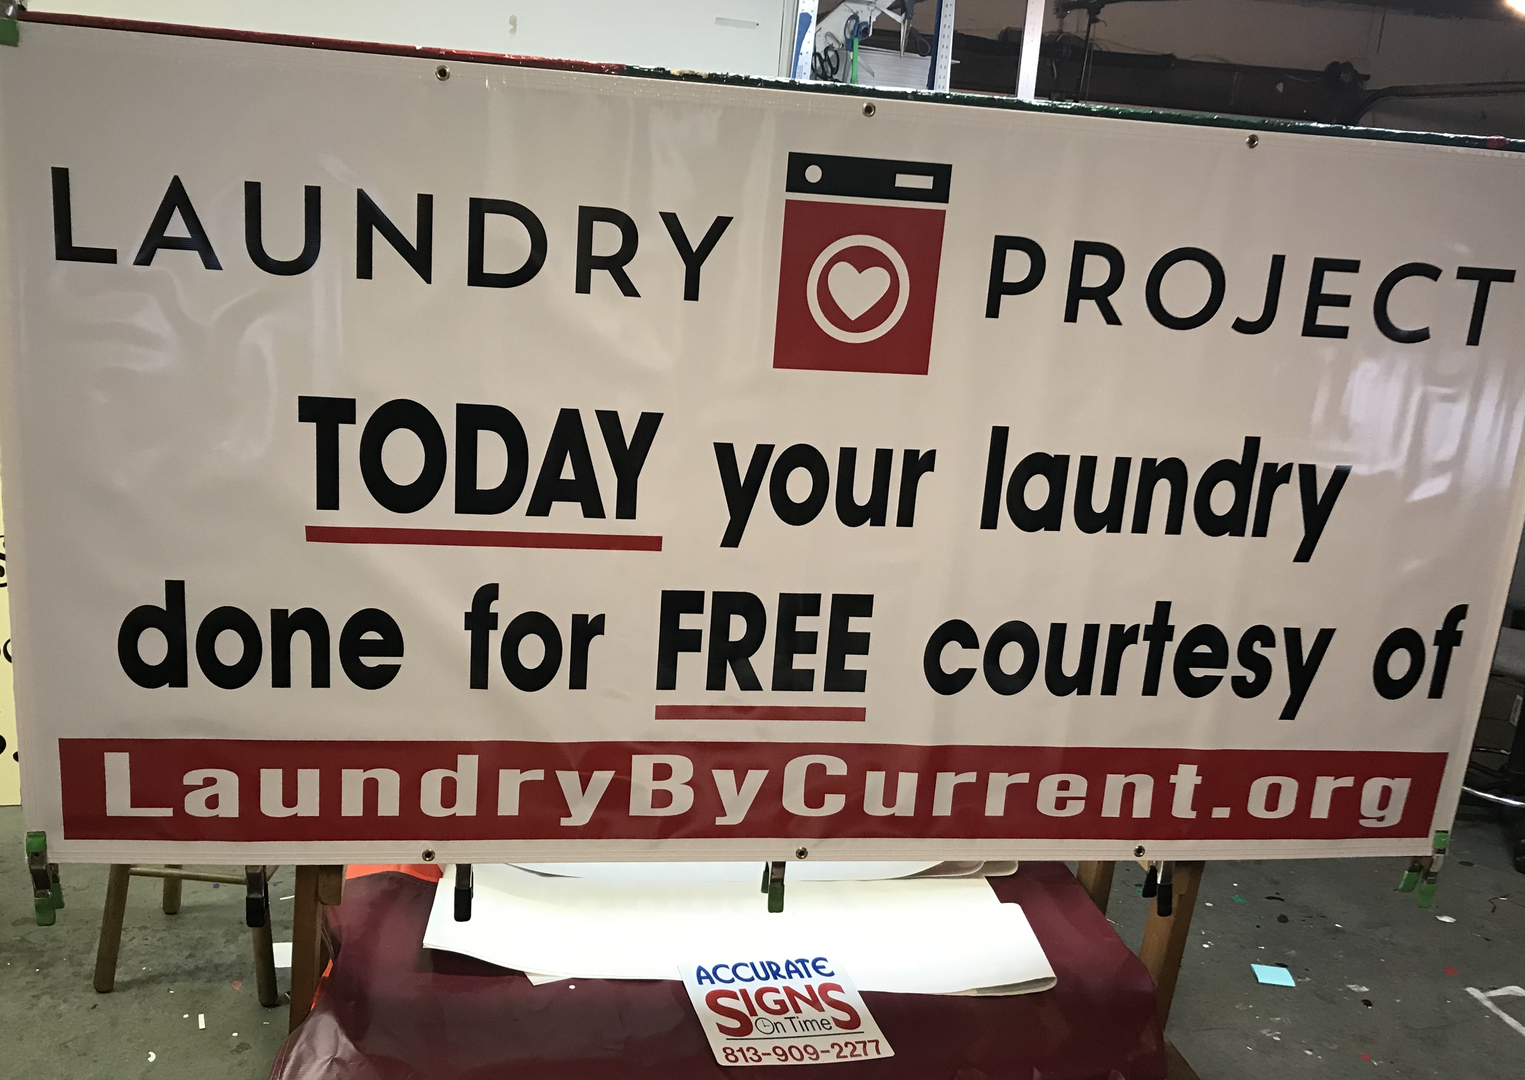 LAUNDRY PROJECT
TODAY your laundry
done for FREE courtesy of
LaundryByCurrent.org
ACCURATE
SIGNS
On Time
813-909-2277